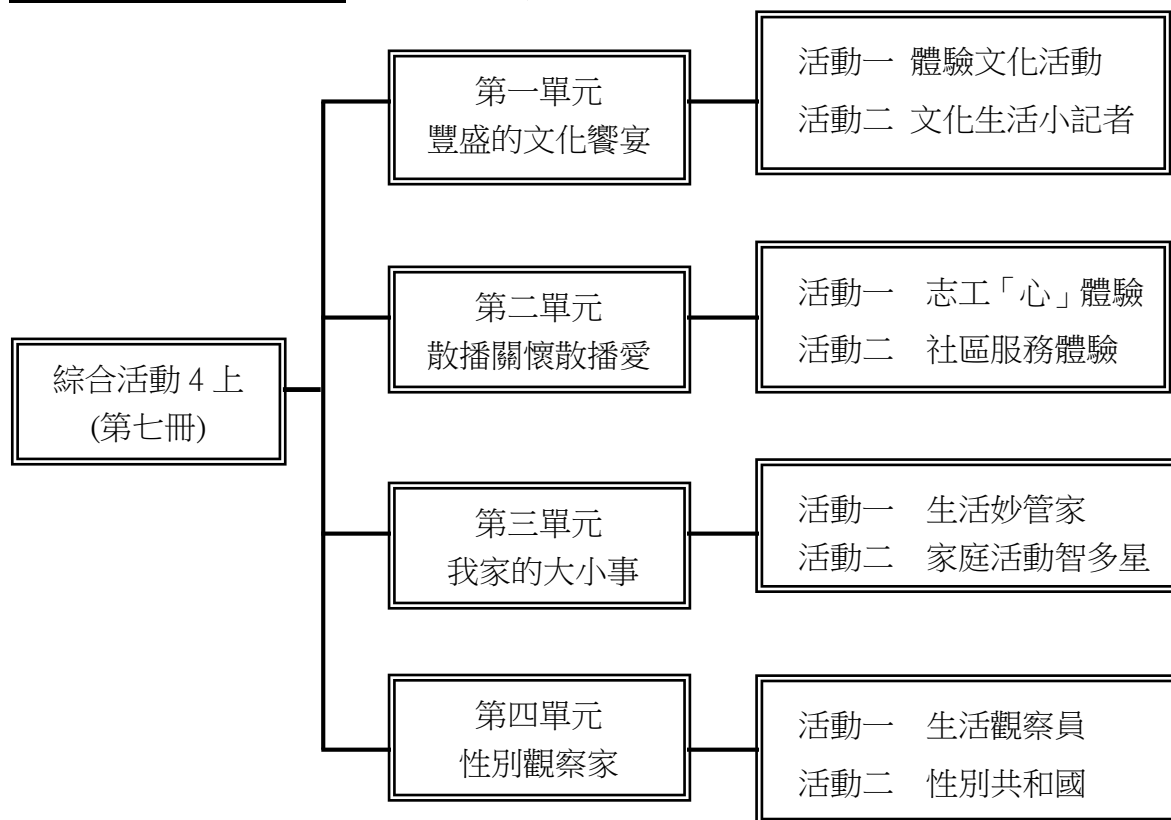 綜合活動 4 上
(第七冊)
第一單元
豐盛的文化饗宴
活動一 體驗文化活動
活動二 文化生活小記者
第二單元
散播關懷散播愛
活動一 志工「心」體驗
活動二 社區服務體驗
第三單元
我家的大小事
活動一 生活妙管家
活動二 家庭活動智多星
第四單元
性別觀察家
活動一 生活觀察員
活動二 性別共和國